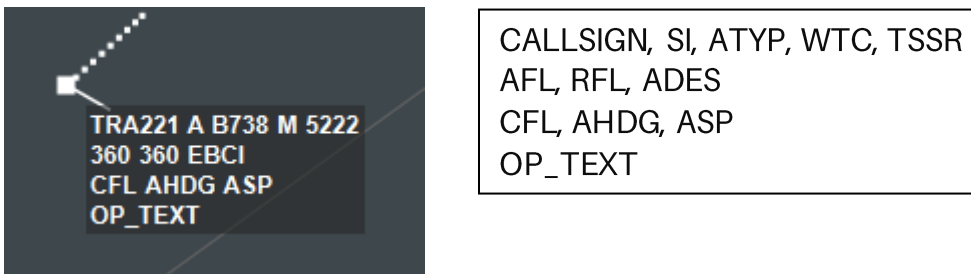 TRA221 A B738 M 5222
360 360 EBCI
CFL AHDG ASP
OP_TEXT
CALLSIGN, SI, ATYP, WTC, TSSR
AFL, RFL, ADES
CFL, AHDG, ASP
OP_TEXT